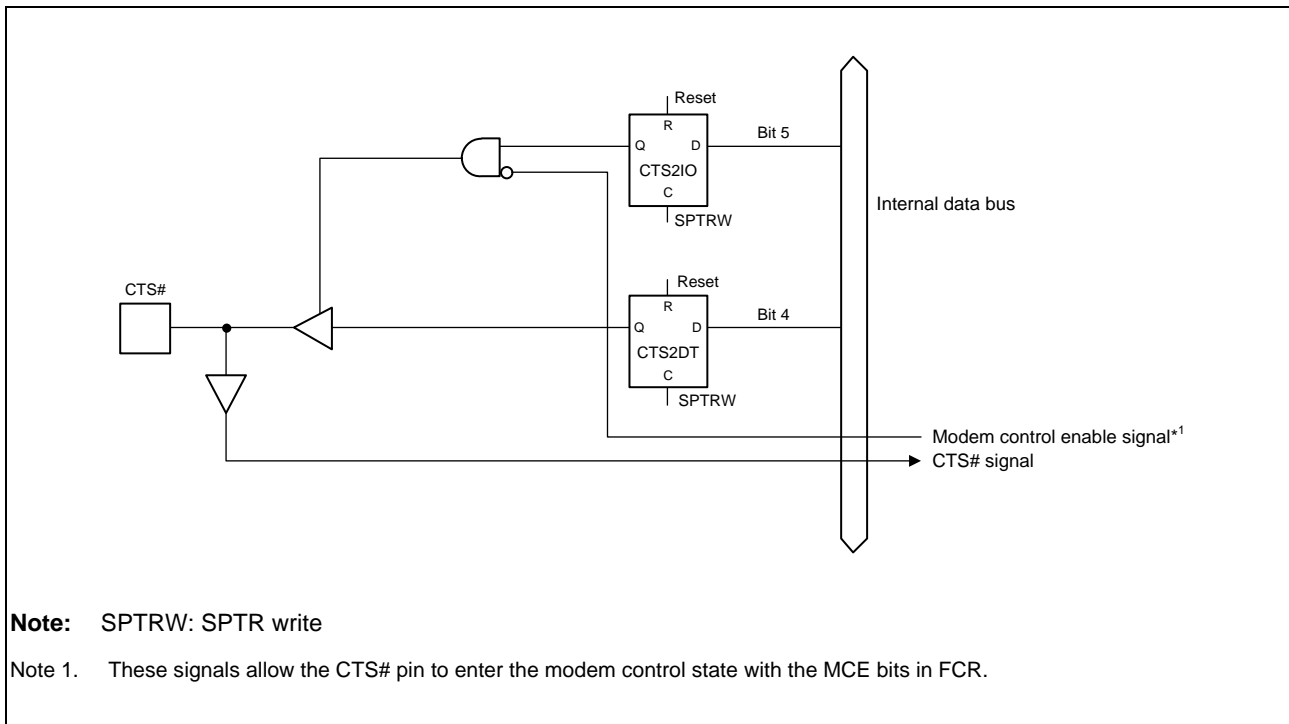 Reset
R
Bit 5
Q D
CTS2IO
C
SPTRW
Internal data bus
CTS#
Reset
R
Bit 4
Q D
CTS2DT
C
SPTRW
Modem control enable signal*1
CTS# signal
Note: SPTRW: SPTR write
Note 1. These signals allow the CTS# pin to enter the modem control state with the MCE bits in FCR.